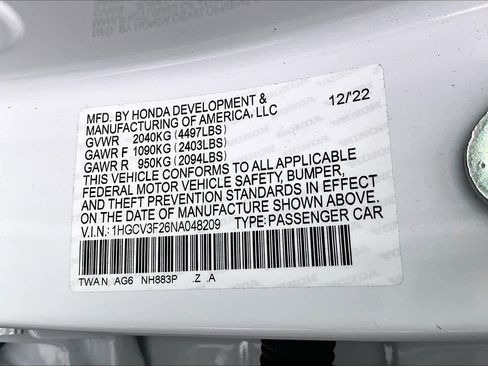 MFD. BY HONDA DEVELOPMENT & 12/'22
MANUFACTURING OF AMERICA, LLC
GVWR 2040KG (4497LBS)
GAWR F 1090KG (2403LBS)
GAWR R 950KG (2094LBS)
THIS VEHICLE CONFORMS TO ALL APPLICABLE
FEDERAL MOTOR VEHICLE SAFETY, BUMPER,
AND THEFT PREVENTION STANDARDS IN EFFECT
ON THE DATE OF MANUFACTURE SHOWN ABOVE.
V.I.N.: 1HGCV3F26NA048209 TYPE: PASSENGER CAR
TWA N AG6 NH883P .Z .A